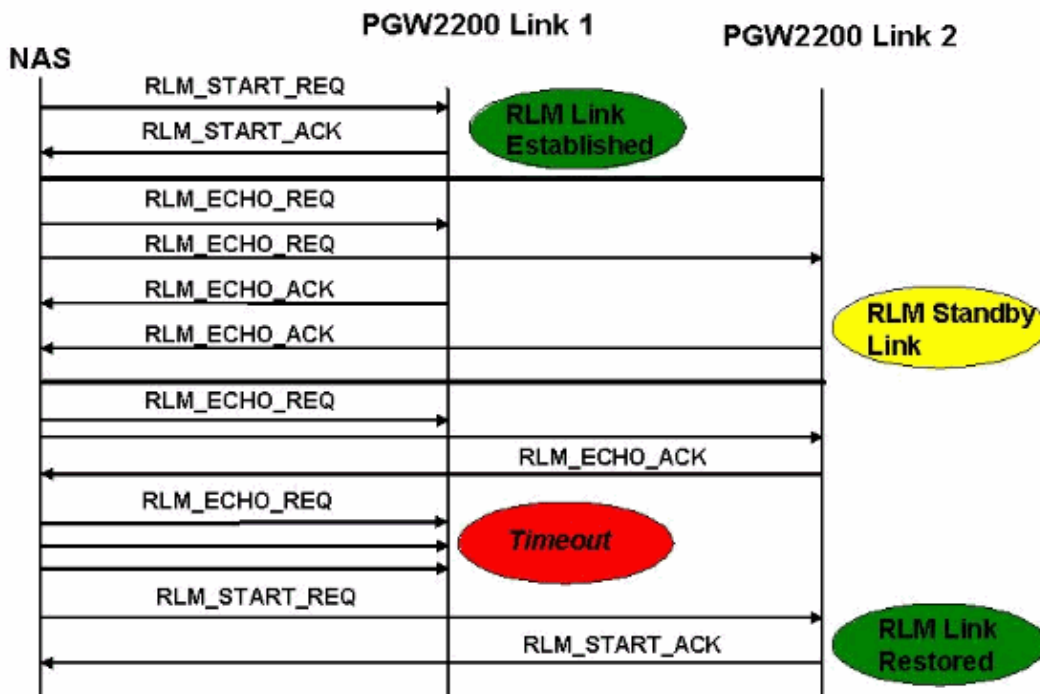 PGW2200 Link 1
PGW2200 Link 2
NAS
RLM_START_REQ
RLM Link
Established
RLM_START_ACK
RLM_ECHO_REQ
RLM_ECHO_REQ
RLM_ECHO_ACK
RLM Standby
Link
RLM_ECHO_ACK
RLM_ECHO_REQ
RLM_ECHO_ACK
RLM_ECHO_REQ
Timeout
RLM_START_REQ
RLM Link
Restored
RLM_START_ACK